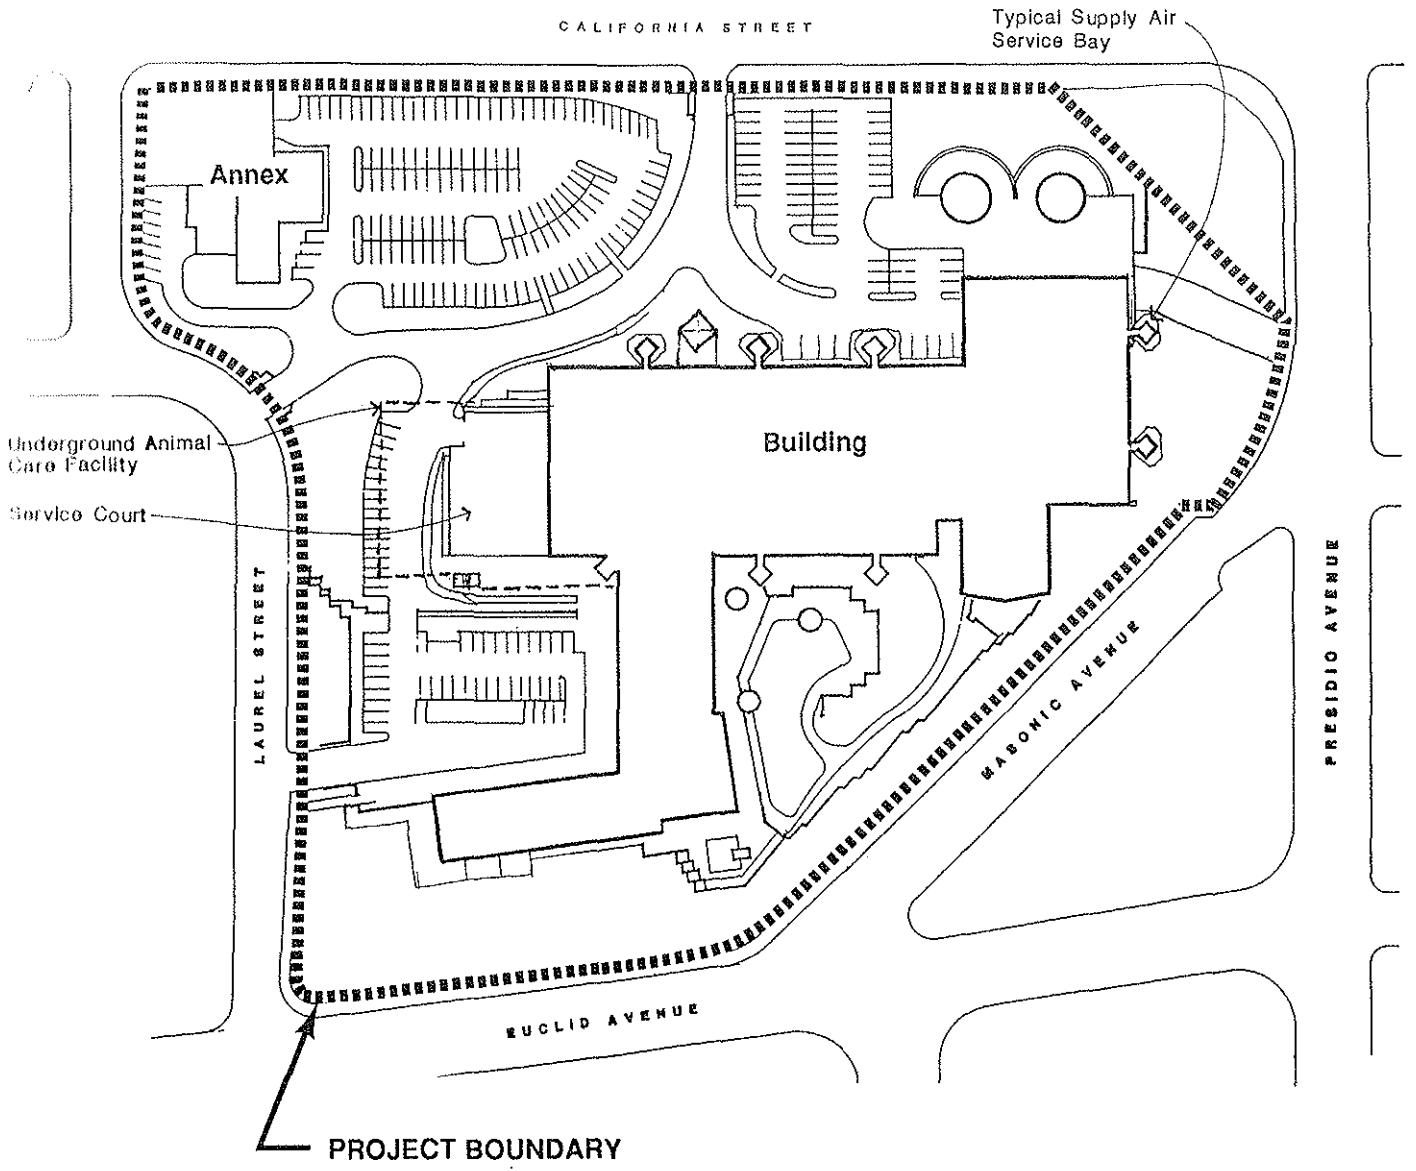 CALIFORNIA STREET
Typical Supply Air
Service Bay
Annex
Building
Underground Animal
Care Facility
Service Court
LAUREL STREET
MASONIC AVENUE
PRESIDIO AVENUE
EUCLID AVENUE
PROJECT BOUNDARY